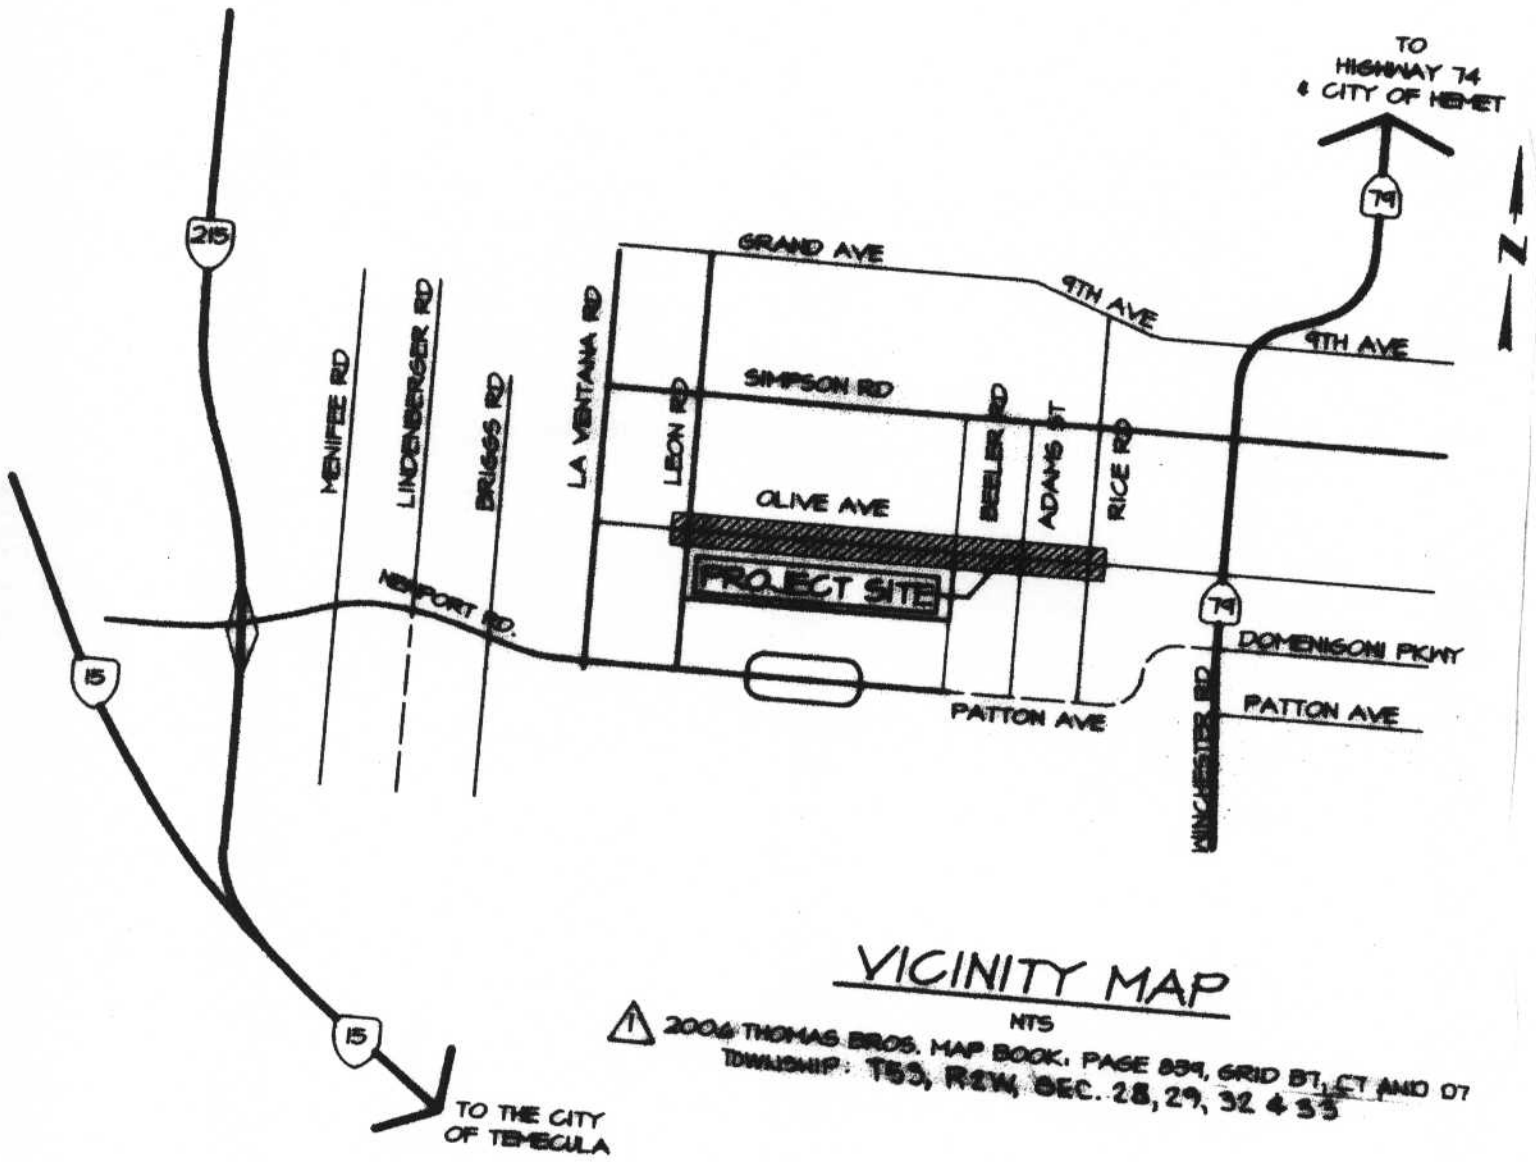 TO
HIGHWAY 74
& CITY OF HEMET
79
N
215
GRAND AVE
9TH AVE
9TH AVE
SIMPSON RD
MENIFEE RD
LINDENBERGER RD
BRIGGS RD
LA VENTANA RD
LEON RD
BEELER RD
ADAMS ST
RICE RD
OLIVE AVE
PROJECT SITE
NEWPORT RD.
79
DOMENIGONI PKWY
PATTON AVE
PATTON AVE
WINCHESTER RD
15
15
TO THE CITY
OF TEMECULA
VICINITY MAP
NTS
1 2006 THOMAS BROS. MAP BOOK. PAGE 839, GRID B7, C7 AND D7
TOWNSHIP: T5S, R2W, SEC. 28, 29, 32 & 33